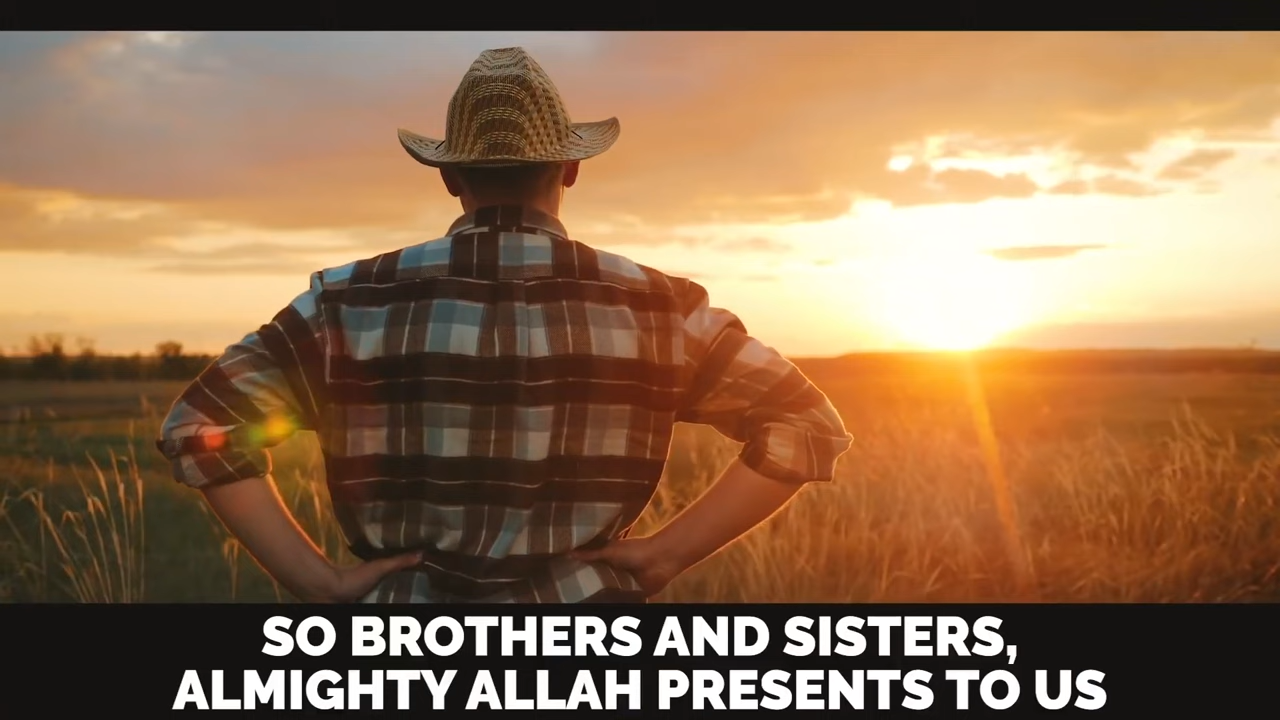 SO BROTHERS AND SISTERS,
ALMIGHTY ALLAH PRESENTS TO US